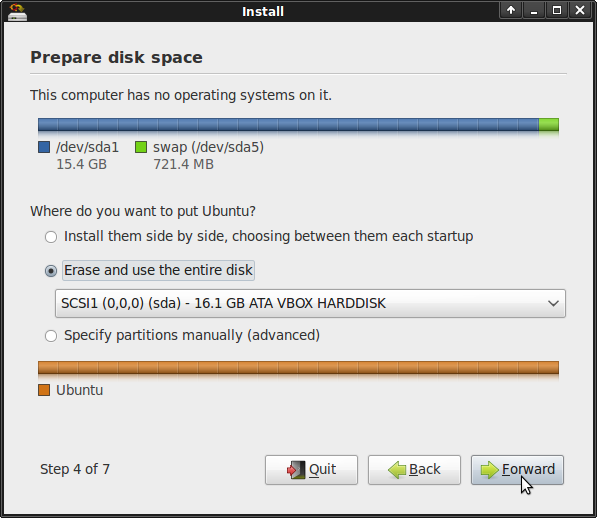 Install
Prepare disk space
This computer has no operating systems on it.
/dev/sda1 swap (/dev/sda5)
15.4 GB 721.4 MB
Where do you want to put Ubuntu?
Install them side by side, choosing between them each startup
Erase and use the entire disk
SCSI1 (0,0,0) (sda) - 16.1 GB ATA VBOX HARDDISK
Specify partitions manually (advanced)
Ubuntu
Step 4 of 7 Quit Back Forward